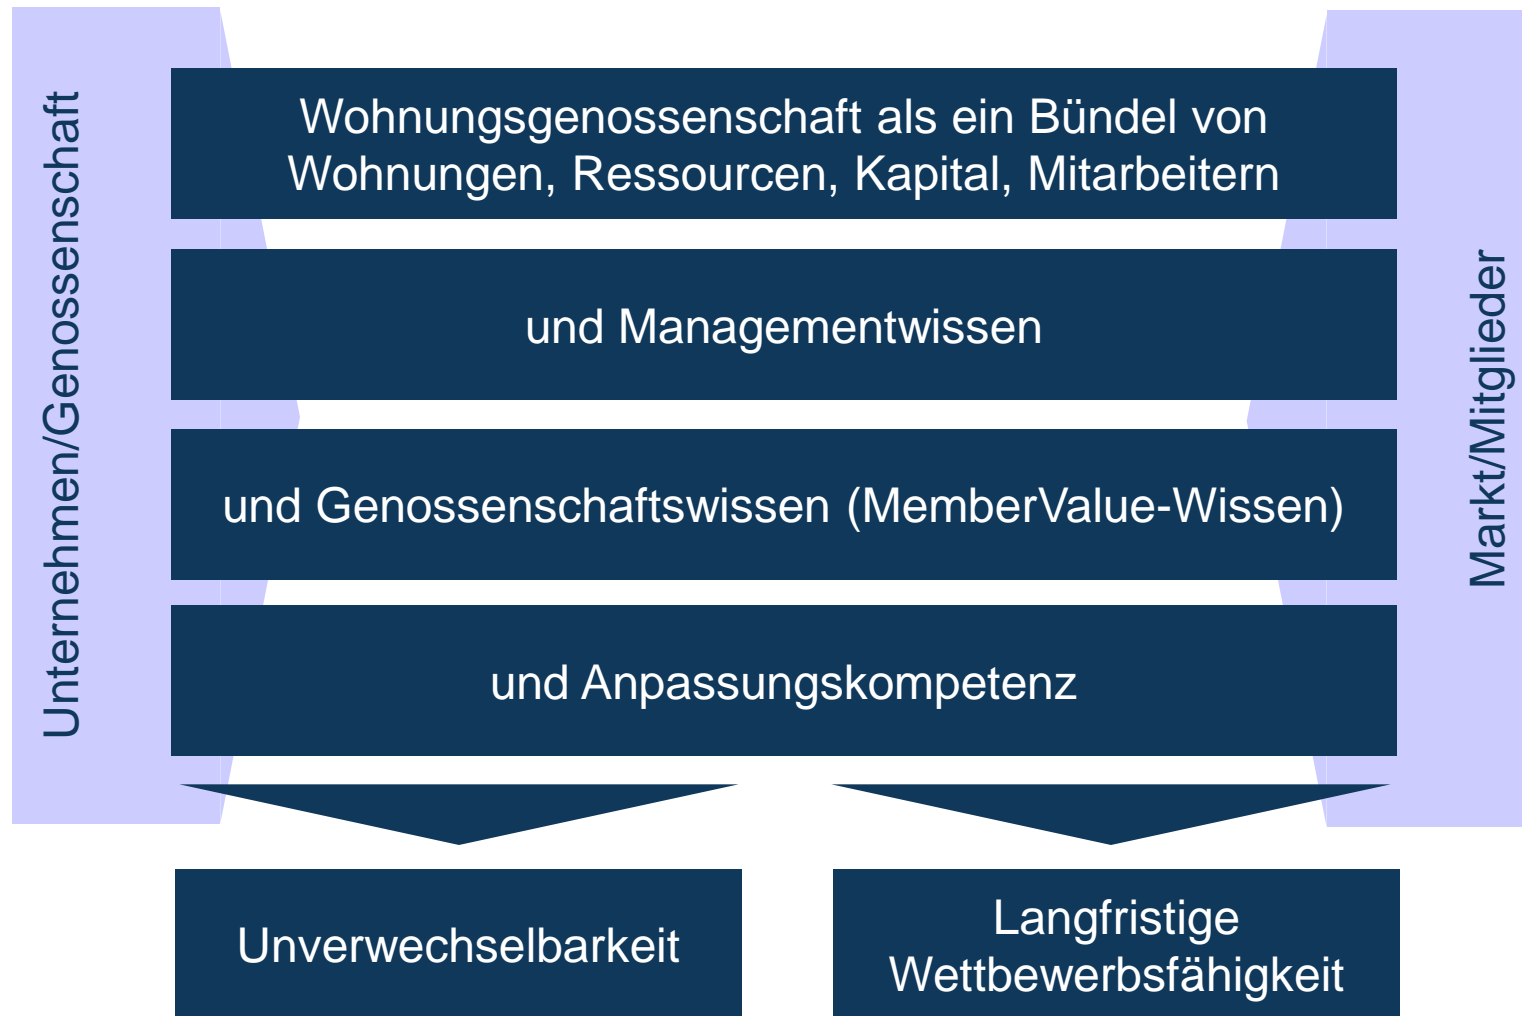 Unternehmen/Genossenschaft
Wohnungsgenossenschaft als ein Bündel von
Wohnungen, Ressourcen, Kapital, Mitarbeitern
und Managementwissen
und Genossenschaftswissen (MemberValue-Wissen)
und Anpassungskompetenz
Markt/Mitglieder
Unverwechselbarkeit
Langfristige
Wettbewerbsfähigkeit